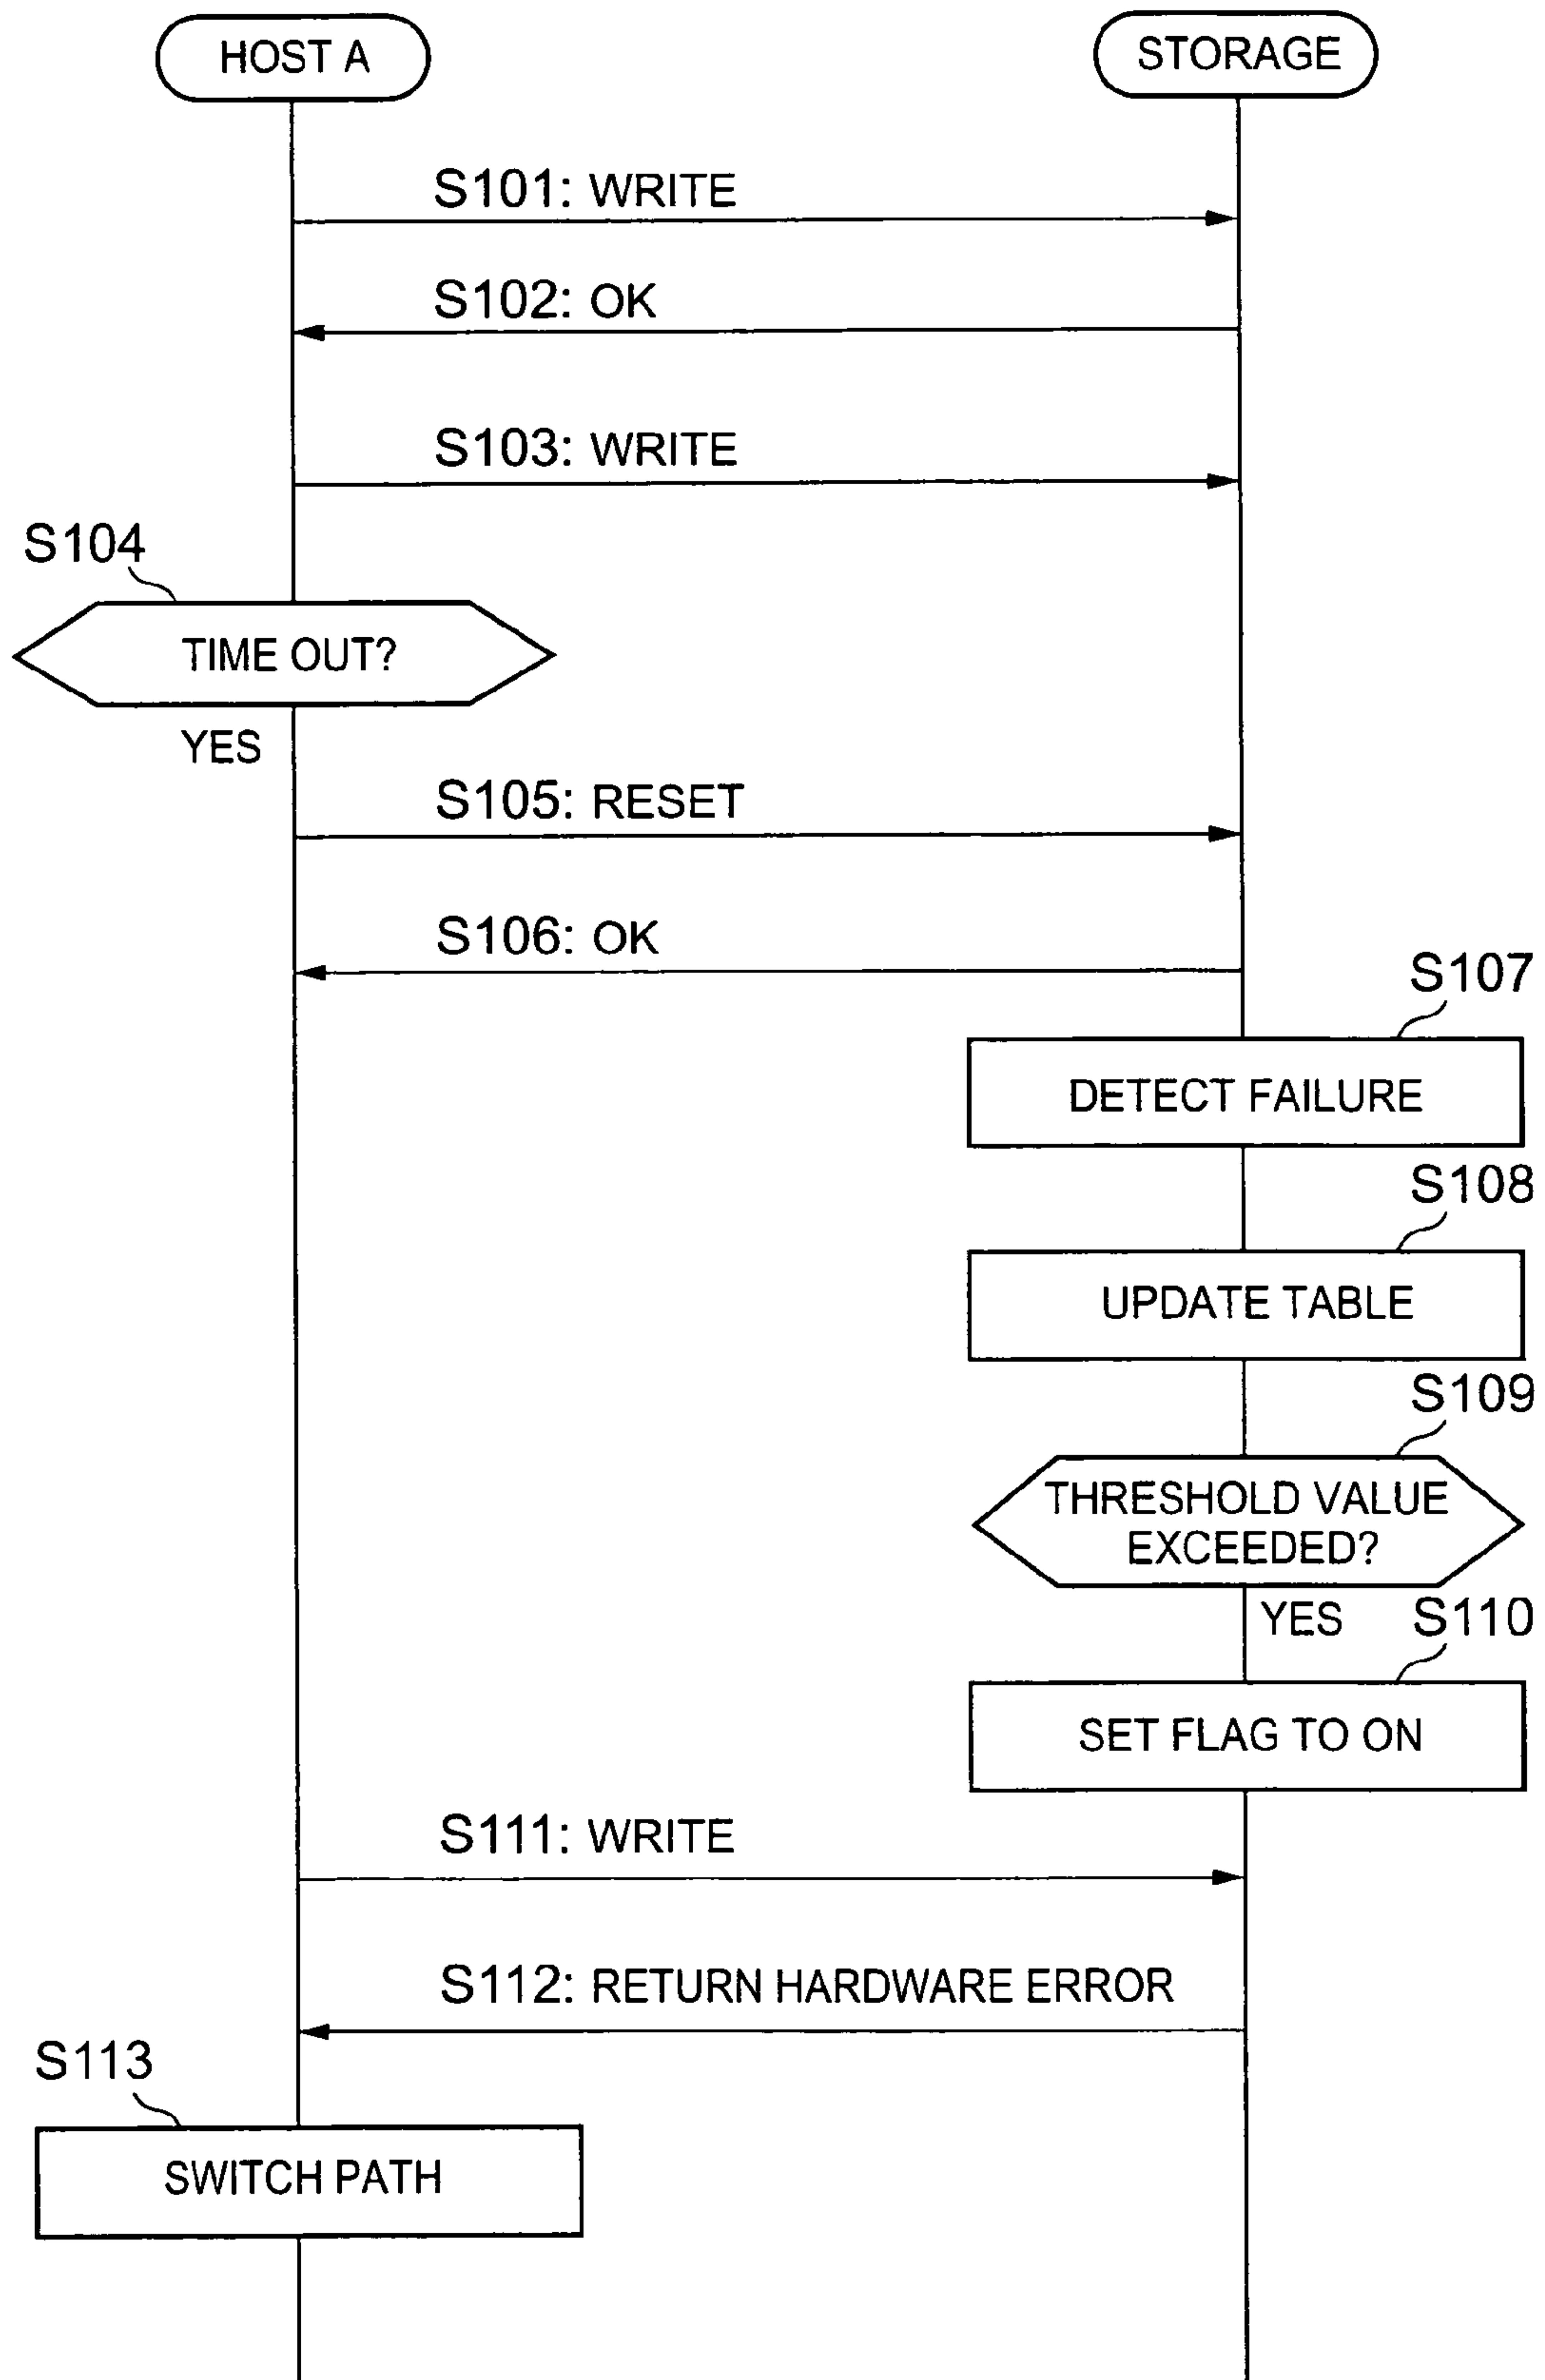 HOST A
STORAGE
S101: WRITE
S102: OK
S103: WRITE
S104
TIME OUT?
YES
S105: RESET
S106: OK
S107
DETECT FAILURE
S108
UPDATE TABLE
S109
THRESHOLD VALUE
EXCEEDED?
YES
S110
SET FLAG TO ON
S111: WRITE
S112: RETURN HARDWARE ERROR
S113
SWITCH PATH